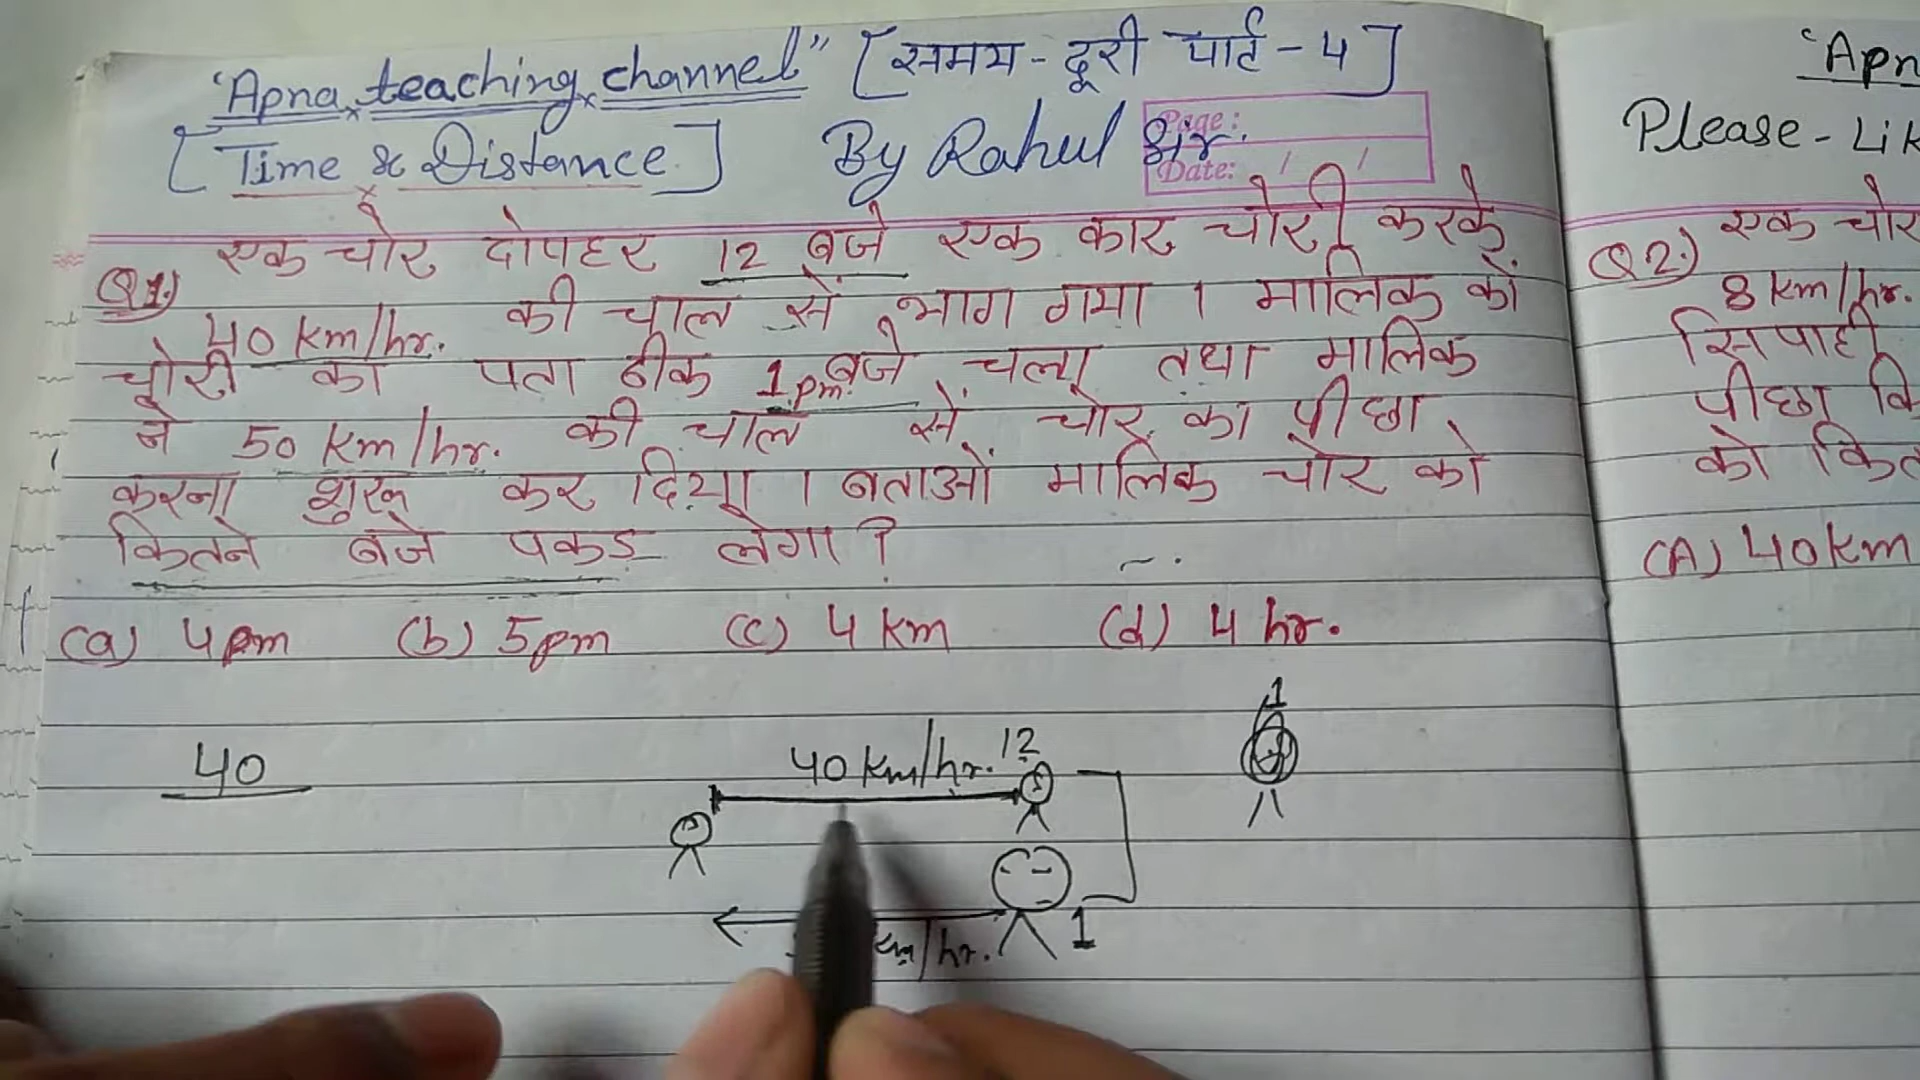 'Apna teaching channel" [समय - दूरी पार्ट - 4]
[Time & Distance] By Rahul Sir.
Page:
Date: / /
Q1.) एक चोर दोपहर 12 बजे एक कार चोरी करके
40 km/hr. की चाल से भाग गया । मालिक को
चोरी का पता ठीक 1pm बजे चला तथा मालिक
ने 50 km/hr. की चाल से चोर का पीछा
करना शुरू कर दिया । बताओं मालिक चोर को
कितने बजे पकड़ लेगा ?
(a) 4pm (b) 5pm (c) 4 km (d) 4 hr.
40
40 km/hr. 12
1
km/hr. 1
'Apn
Please - Lik
Q2.) एक चोर
8 km/hr.
सिपाही
पीछा कि
को कित
(A) 40km